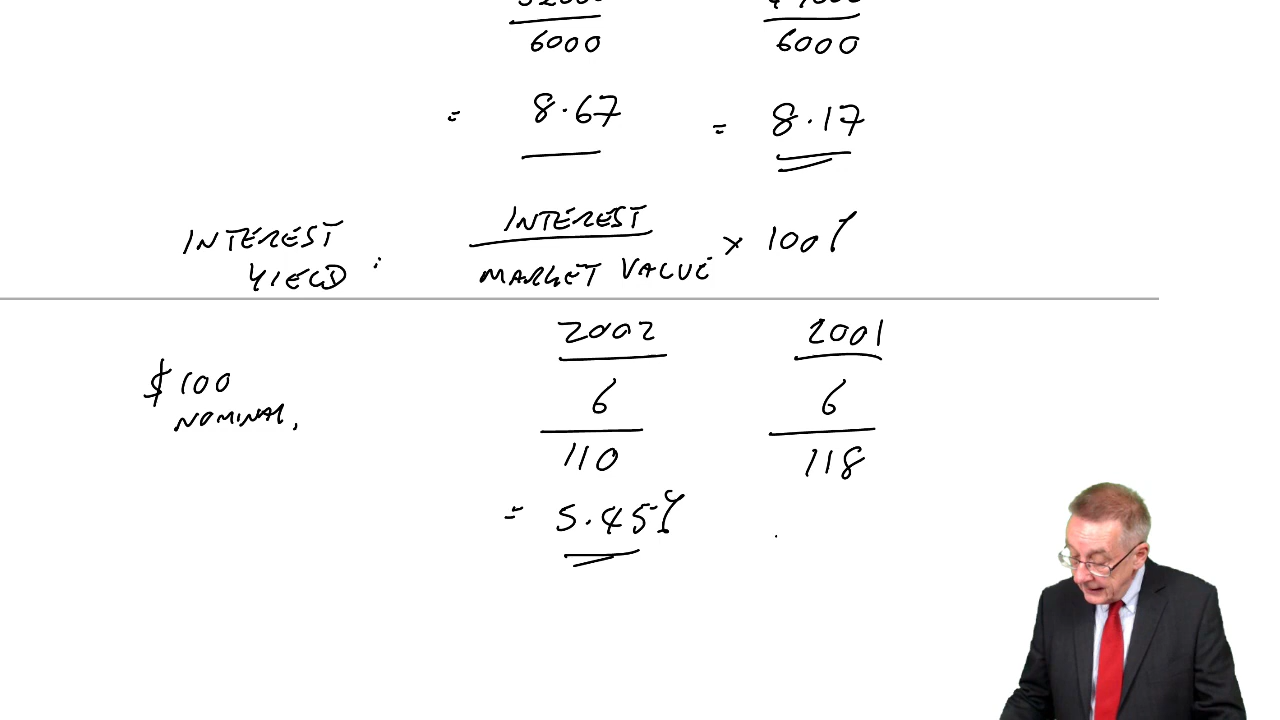 6000 6000
= 8.67 = 8.17
INTEREST YIELD : INTEREST / MARKET VALUE × 100%
2002 2001
$100 NOMINAL, 6 6
110 118
= 5.45%